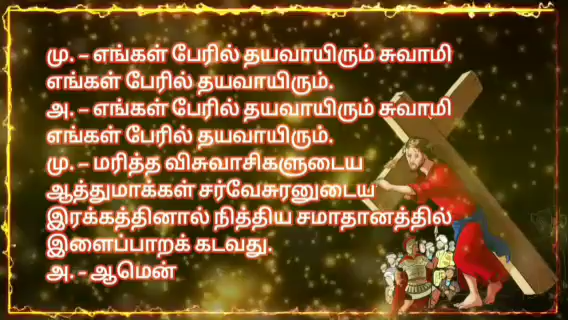 மு. – எங்கள் பேரில் தயவாயிரும் சுவாமி
எங்கள் பேரில் தயவாயிரும்.
அ. – எங்கள் பேரில் தயவாயிரும் சுவாமி
எங்கள் பேரில் தயவாயிரும்.
மு. – மரித்த விசுவாசிகளுடைய
ஆத்துமாக்கள் சர்வேசுரனுடைய
இரக்கத்தினால் நித்திய சமாதானத்தில்
இளைப்பாறக் கடவது.
அ. – ஆமென்